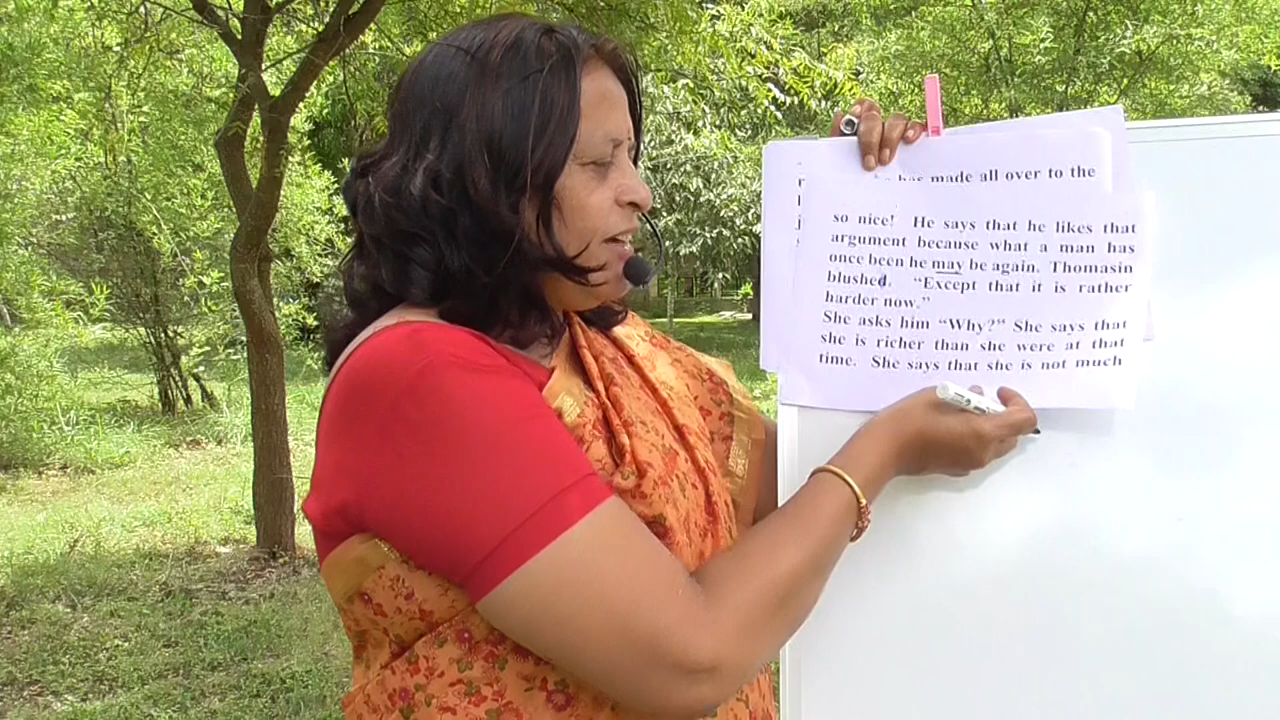 has made all over to the
so nice! He says that he likes that
argument because what a man has
once been he may be again. Thomasin
blushed. "Except that it is rather
harder now."
She asks him "Why?" She says that
she is richer than she were at that
time. She says that she is not much